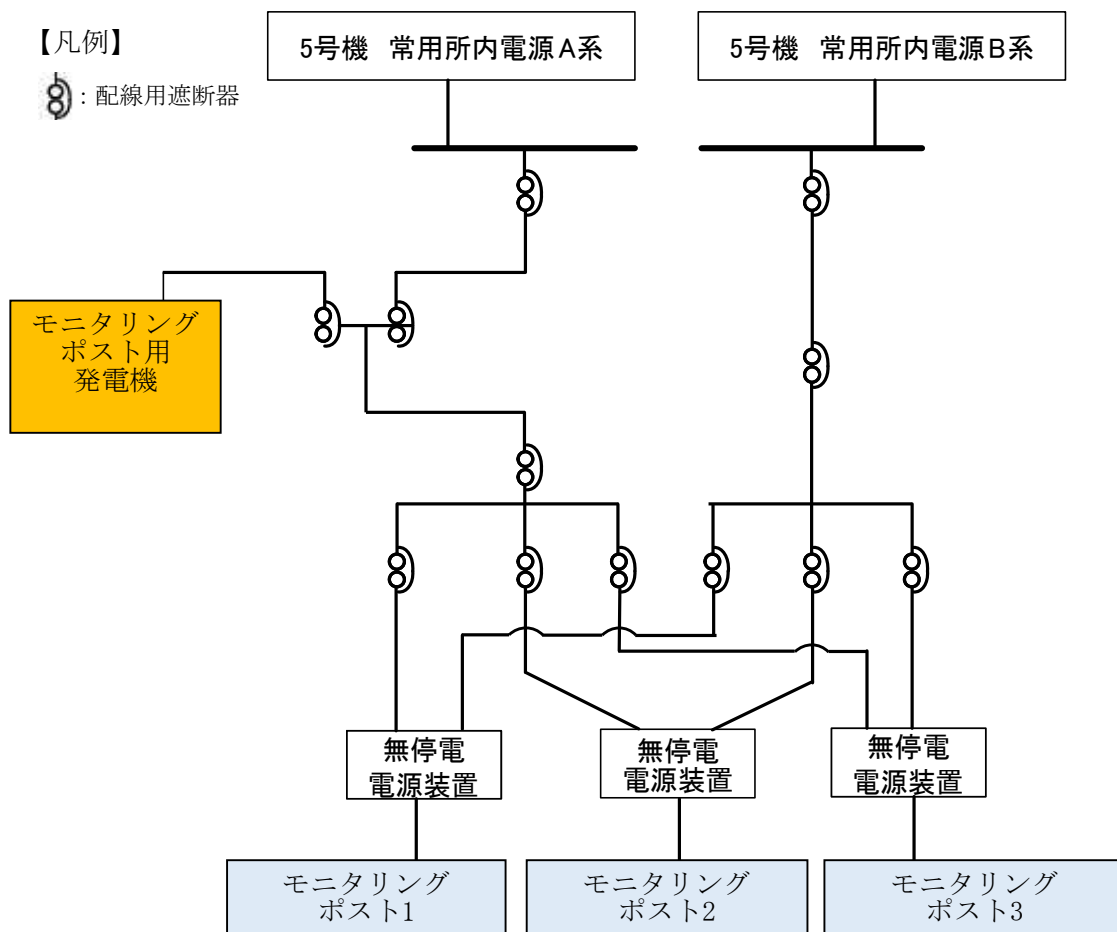 【凡例】
:配線用遮断器
5号機 常用所内電源A系
5号機 常用所内電源B系
モニタリング
ポスト用
発電機
無停電
電源装置
無停電
電源装置
無停電
電源装置
モニタリング
ポスト1
モニタリング
ポスト2
モニタリング
ポスト3